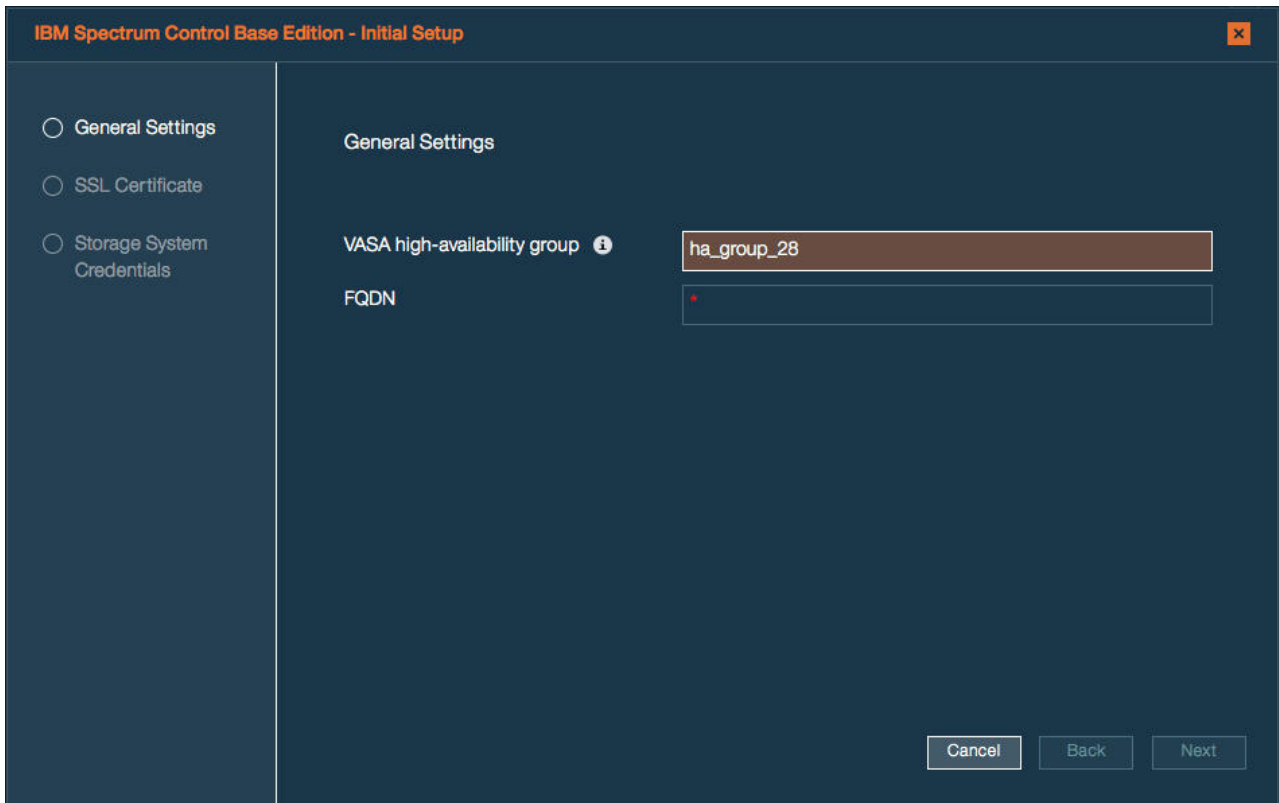 IBM Spectrum Control Base Edition - Initial Setup
General Settings
SSL Certificate
Storage System
Credentials
General Settings
VASA high-availability group
ha_group_28
FQDN
*
Cancel
Back
Next